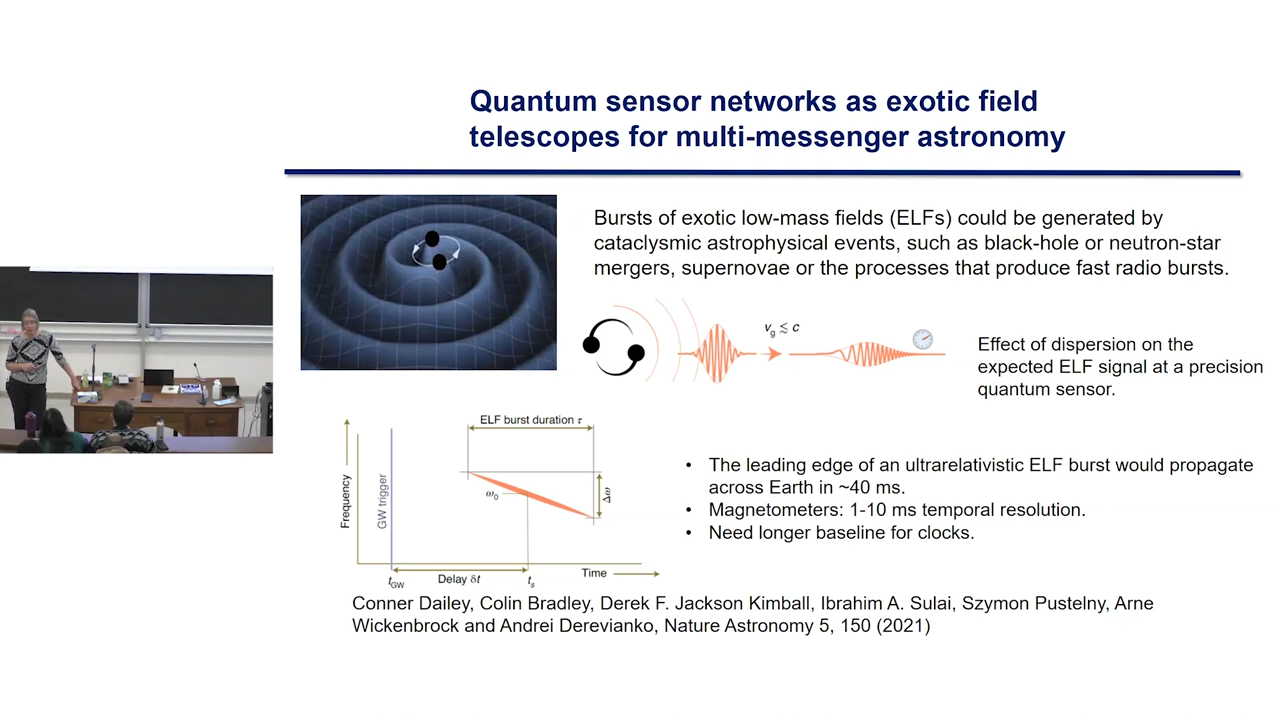 Quantum sensor networks as exotic field
telescopes for multi-messenger astronomy
Bursts of exotic low-mass fields (ELFs) could be generated by
cataclysmic astrophysical events, such as black-hole or neutron-star
mergers, supernovae or the processes that produce fast radio bursts.
vg ≲ c
Effect of dispersion on the
expected ELF signal at a precision
quantum sensor.
ELF burst duration τ
Frequency
GW trigger
ω0
Δω
Time
tGW
Delay δt
ts
• The leading edge of an ultrarelativistic ELF burst would propagate
across Earth in ~40 ms.
• Magnetometers: 1-10 ms temporal resolution.
• Need longer baseline for clocks.
Conner Dailey, Colin Bradley, Derek F. Jackson Kimball, Ibrahim A. Sulai, Szymon Pustelny, Arne
Wickenbrock and Andrei Derevianko, Nature Astronomy 5, 150 (2021)